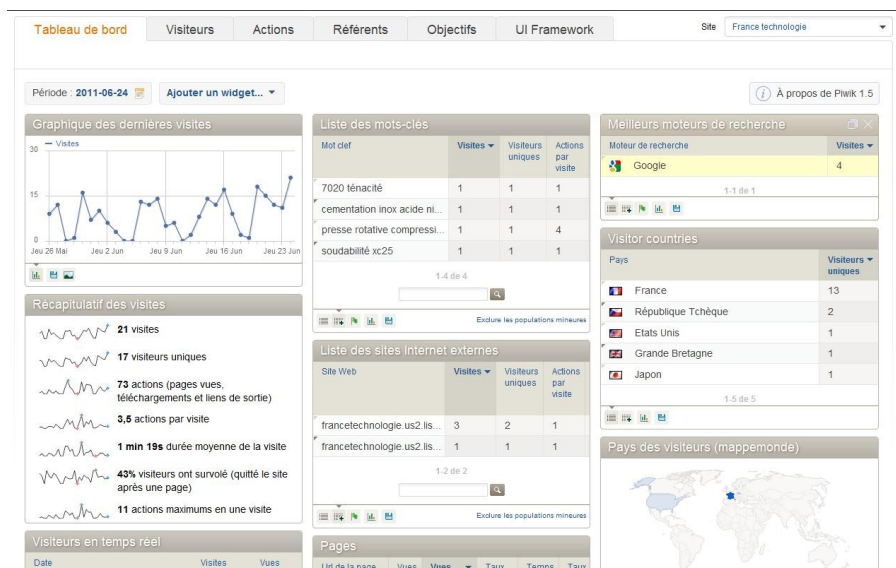 Tableau de bord
Visiteurs
Actions
Référents
Objectifs
UI Framework
Site
France technologie
Période : 2011-06-24
Ajouter un widget...
À propos de Piwik 1.5
Graphique des dernières visites
Visites
30
15
0
Jeu 26 Mai
Jeu 2 Jun
Jeu 9 Jun
Jeu 16 Jun
Jeu 23 Jun
Récapitulatif des visites
21 visites
17 visiteurs uniques
73 actions (pages vues,
téléchargements et liens de sortie)
3,5 actions par visite
1 min 19s durée moyenne de la visite
43% visiteurs ont survolé (quitté le site
après une page)
11 actions maximums en une visite
Visiteurs en temps réel
Date Visites Vues
Liste des mots-clés
Mot clef Visites Visiteurs uniques Actions par visite
7020 ténacité 1 1 1
cementation inox acide ni... 1 1 1
presse rotative compressi... 1 1 4
soudabilité xc25 1 1 1
1-4 de 4
Exclure les populations mineures
Liste des sites Internet externes
Site Web Visites Visiteurs uniques Actions par visite
francetechnologie.us2.lis... 3 2 1
francetechnologie.us2.lis... 1 1 1
1-2 de 2
Exclure les populations mineures
Pages
Url de la page Vues Vues Taux Temps Taux
Meilleurs moteurs de recherche
Moteur de recherche Visites
Google 4
1-1 de 1
Visitor countries
Pays Visiteurs uniques
France 13
République Tchèque 2
Etats Unis 1
Grande Bretagne 1
Japon 1
1-5 de 5
Pays des visiteurs (mappemonde)